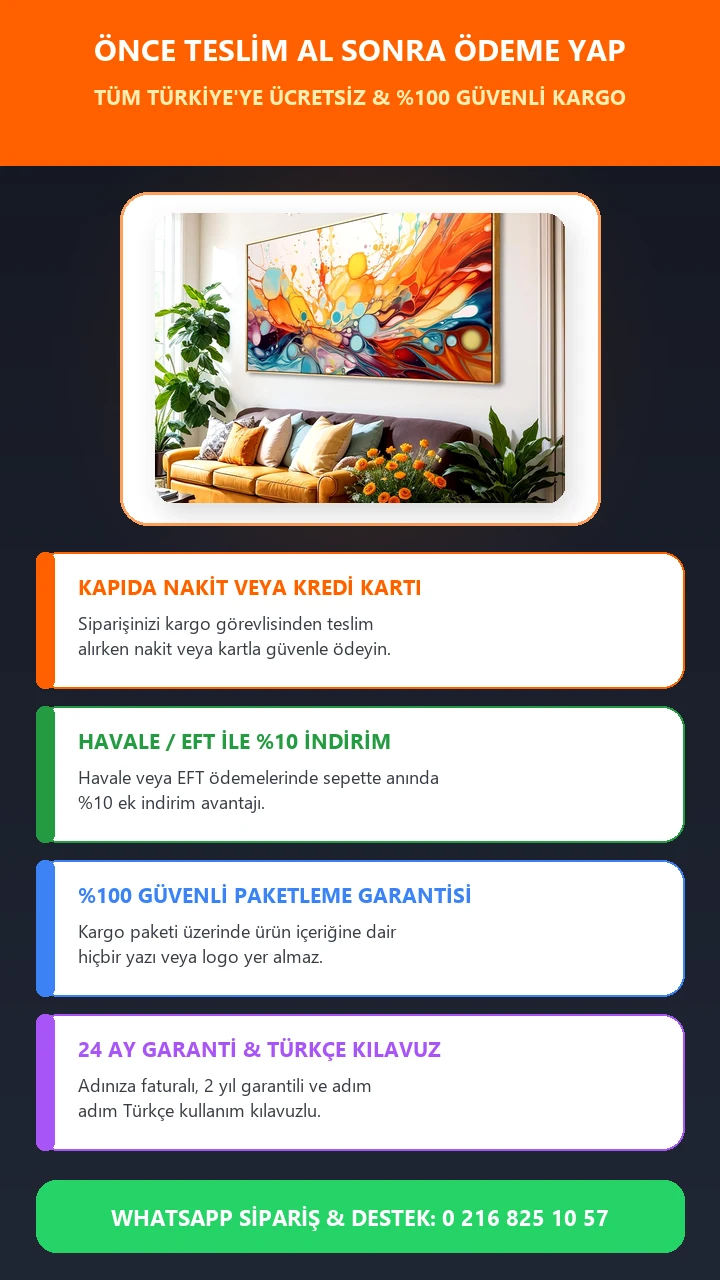 ÖNCE TESLİM AL SONRA ÖDEME YAP
TÜM TÜRKİYE'YE ÜCRETSİZ & %100 GÜVENLİ KARGO
KAPIDA NAKİT VEYA KREDİ KARTI
Siparişinizi kargo görevlisinden teslim
alırken nakit veya kartla güvenle ödeyin.
HAVALE / EFT İLE %10 İNDİRİM
Havale veya EFT ödemelerinde sepette anında
%10 ek indirim avantajı.
%100 GÜVENLİ PAKETLEME GARANTİSİ
Kargo paketi üzerinde ürün içeriğine dair
hiçbir yazı veya logo yer almaz.
24 AY GARANTİ & TÜRKÇE KILAVUZ
Adınıza faturalı, 2 yıl garantili ve adım
adım Türkçe kullanım kılavuzlu.
WHATSAPP SİPARİŞ & DESTEK: 0 216 825 10 57